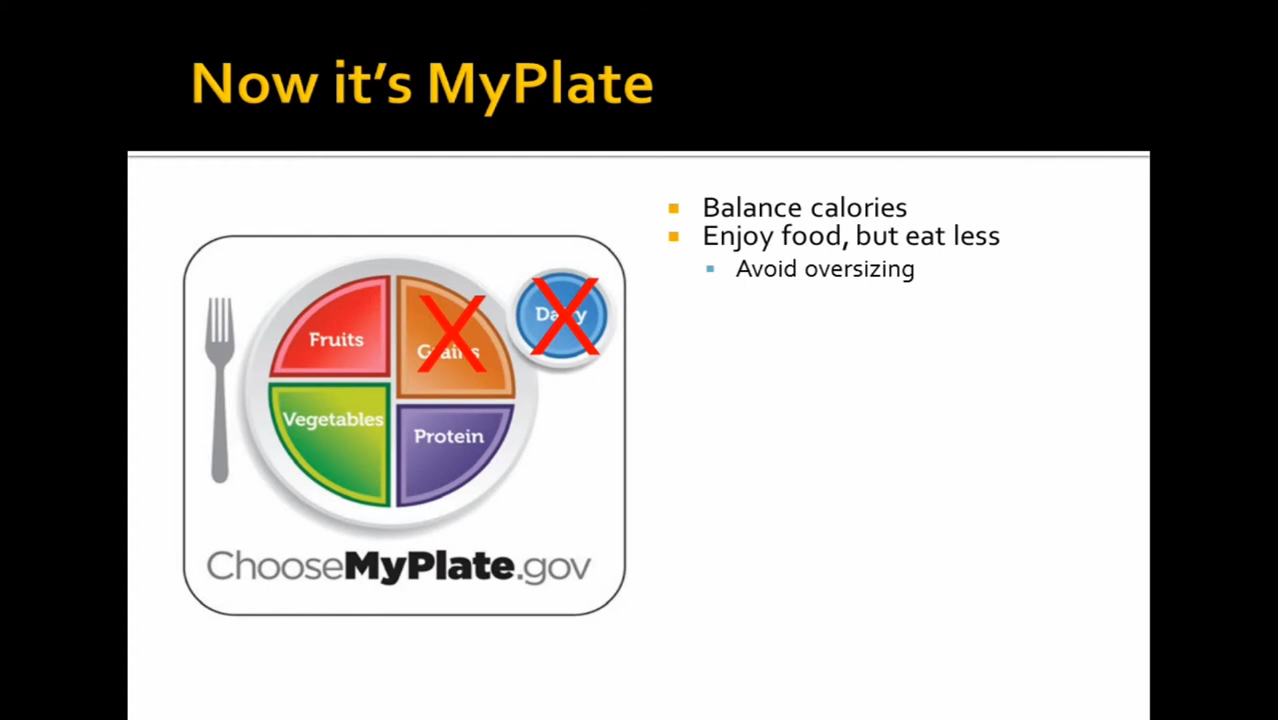 Now it's MyPlate
Balance calories
Enjoy food, but eat less
Avoid oversizing
Fruits
Grains
Dairy
Vegetables
Protein
ChooseMyPlate.gov